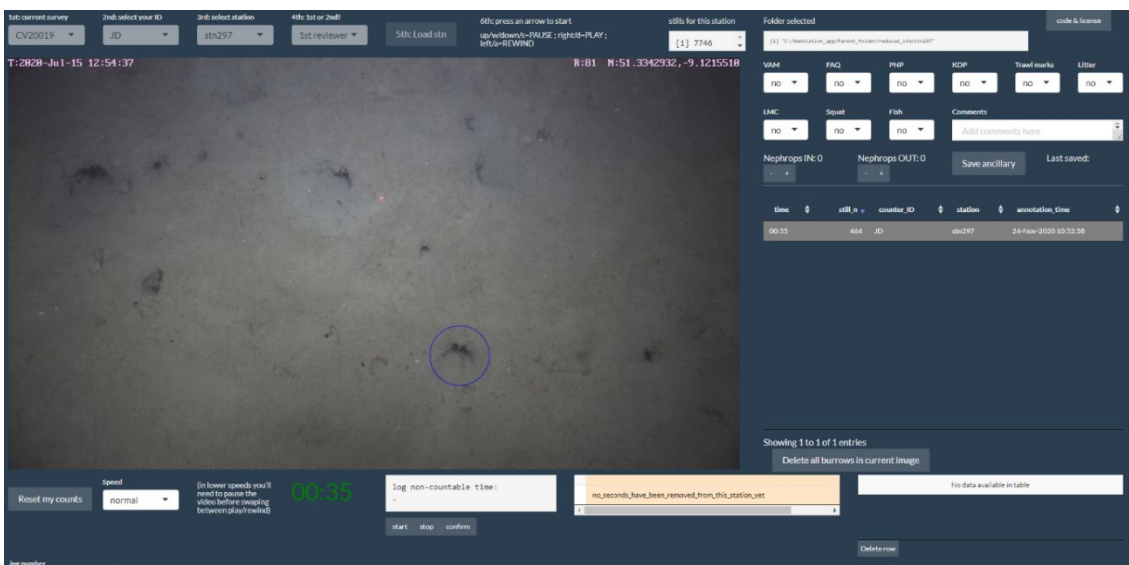 1st: current survey
CV20019
2nd: select your ID
JD
3rd: select station
stn297
4th: 1st or 2nd?
1st reviewer
5th: Load stn
6th: press an arrow to start
up/w/down/s=PAUSE ; right/d=PLAY ;
left/a=REWIND
stills for this station
[1] 7746
Folder selected
code & license
T:2020-Jul-15 12:54:37
N:51.3342932,-9.1215510
VAM
FAQ
PNP
KOP
Trawl marks
Litter
no
no
no
no
no
no
LMC
Squat
Fish
Comments
no
no
no
Add comments here
Nephrops IN: 0
Nephrops OUT: 0
- +
- +
Save ancillary
Last saved:
time
still_n
counter_ID
station
annotation_time
00:35
464
JD
stn297
24-Nov-2020 10:52:58
Showing 1 to 1 of 1 entries
Delete all burrows in current image
Reset my counts
Speed
normal
(in lower speeds you'll
need to pause the
video before swaping
between play/rewind)
00:35
log non-countable time:
-
start stop confirm
no_seconds_have_been_removed_from_this_station_yet
No data available in table
Delete row